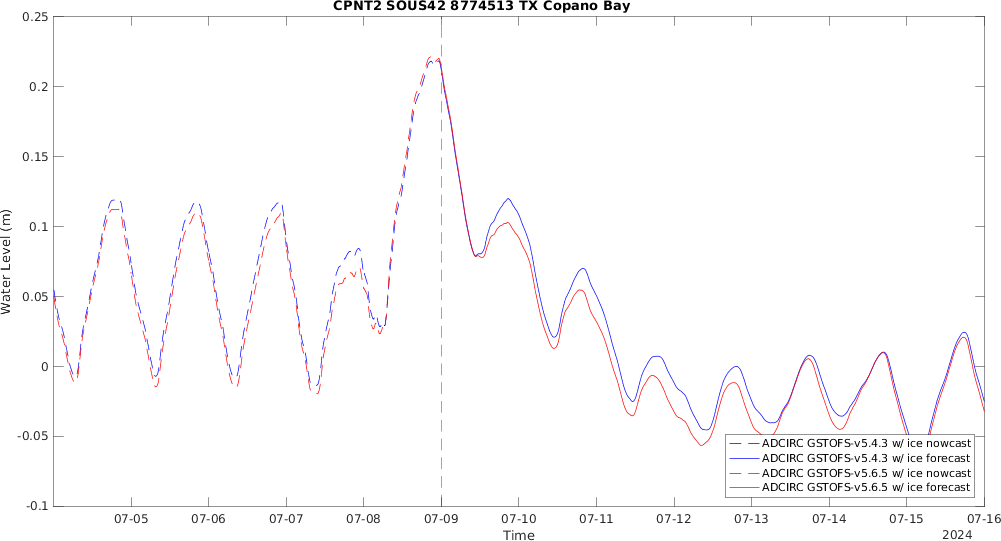 CPNT2 SOUS42 8774513 TX Copano Bay
0.25
0.2
0.15
0.1
0.05
0
-0.05
-0.1
Water Level (m)
07-05 07-06 07-07 07-08 07-09 07-10 07-11 07-12 07-13 07-14 07-15 07-16
Time
2024
ADCIRC GSTOFS-v5.4.3 w/ ice nowcast
ADCIRC GSTOFS-v5.4.3 w/ ice forecast
ADCIRC GSTOFS-v5.6.5 w/ ice nowcast
ADCIRC GSTOFS-v5.6.5 w/ ice forecast